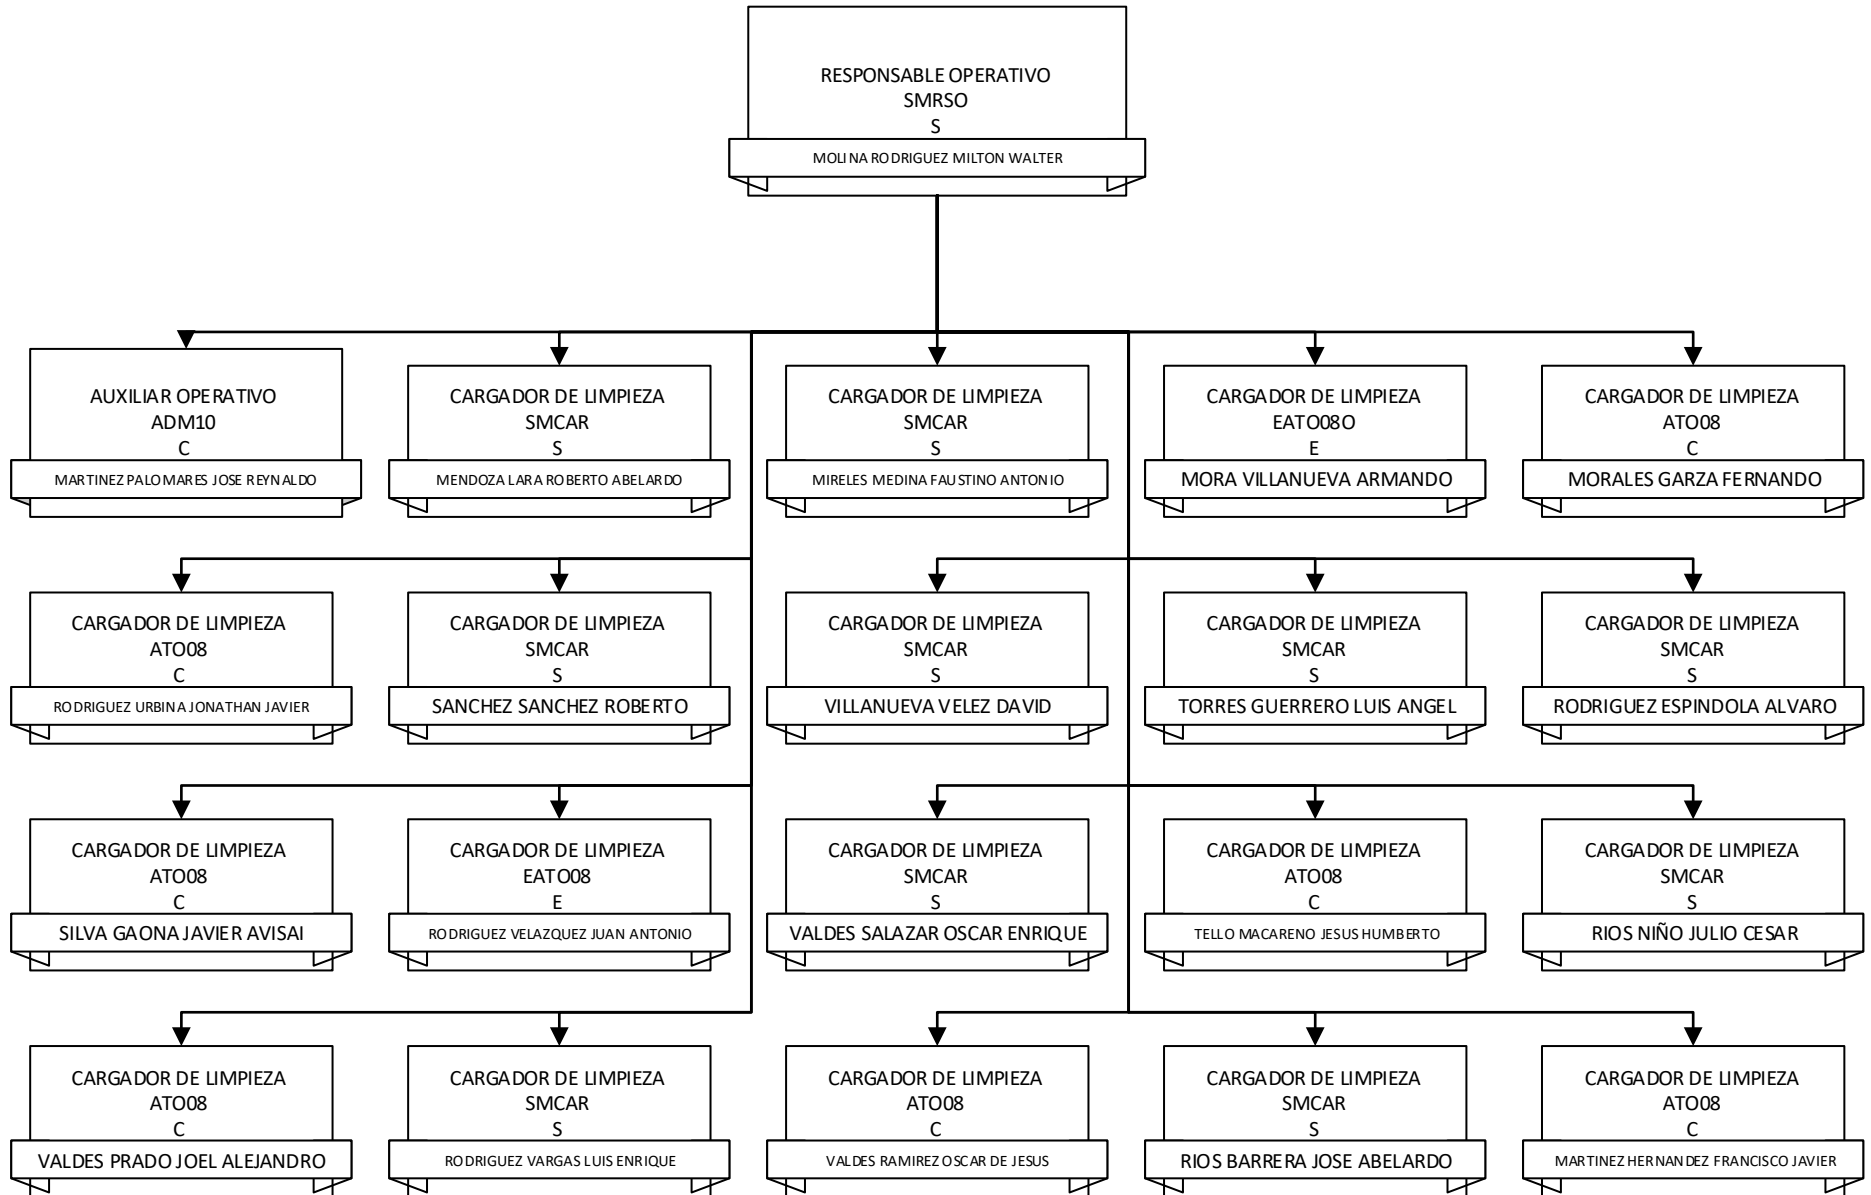 RESPONSABLE OPERATIVO
SMRSO
S
MOLINA RODRIGUEZ MILTON WALTER
AUXILIAR OPERATIVO
ADM10
C
MARTINEZ PALOMARES JOSE REYNALDO
CARGADOR DE LIMPIEZA
SMCAR
S
MENDOZA LARA ROBERTO ABELARDO
CARGADOR DE LIMPIEZA
SMCAR
S
MIRELES MEDINA FAUSTINO ANTONIO
CARGADOR DE LIMPIEZA
EATO08O
E
MORA VILLANUEVA ARMANDO
CARGADOR DE LIMPIEZA
ATO08
C
MORALES GARZA FERNANDO
CARGADOR DE LIMPIEZA
ATO08
C
RODRIGUEZ URBINA JONATHAN JAVIER
CARGADOR DE LIMPIEZA
SMCAR
S
SANCHEZ SANCHEZ ROBERTO
CARGADOR DE LIMPIEZA
SMCAR
S
VILLANUEVA VELEZ DAVID
CARGADOR DE LIMPIEZA
SMCAR
S
TORRES GUERRERO LUIS ANGEL
CARGADOR DE LIMPIEZA
SMCAR
S
RODRIGUEZ ESPINDOLA ALVARO
CARGADOR DE LIMPIEZA
ATO08
C
SILVA GAONA JAVIER AVISAI
CARGADOR DE LIMPIEZA
EATO08
E
RODRIGUEZ VELAZQUEZ JUAN ANTONIO
CARGADOR DE LIMPIEZA
SMCAR
S
VALDES SALAZAR OSCAR ENRIQUE
CARGADOR DE LIMPIEZA
ATO08
C
TELLO MACARENO JESUS HUMBERTO
CARGADOR DE LIMPIEZA
SMCAR
S
RIOS NIÑO JULIO CESAR
CARGADOR DE LIMPIEZA
ATO08
C
VALDES PRADO JOEL ALEJANDRO
CARGADOR DE LIMPIEZA
SMCAR
S
RODRIGUEZ VARGAS LUIS ENRIQUE
CARGADOR DE LIMPIEZA
ATO08
C
VALDES RAMIREZ OSCAR DE JESUS
CARGADOR DE LIMPIEZA
SMCAR
S
RIOS BARRERA JOSE ABELARDO
CARGADOR DE LIMPIEZA
ATO08
C
MARTINEZ HERNANDEZ FRANCISCO JAVIER